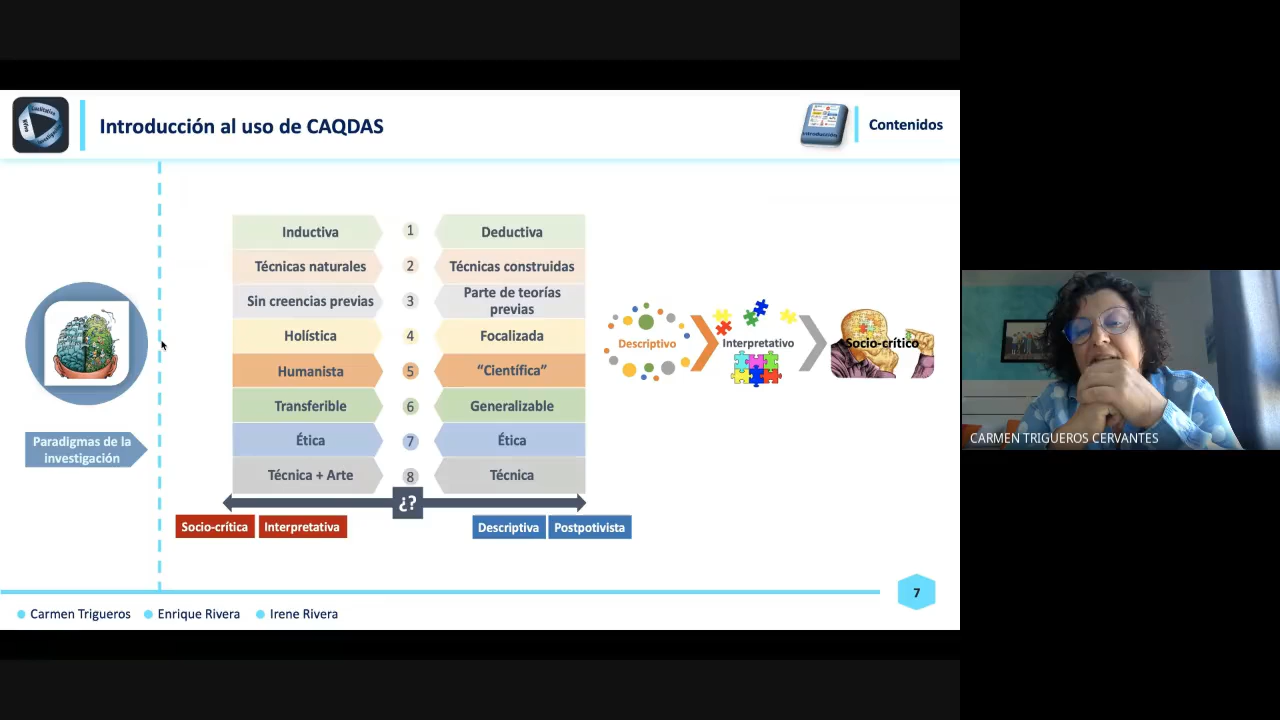 Introducción al uso de CAQDAS
Contenidos
Inductiva
1
Deductiva
Técnicas naturales
2
Técnicas construidas
Sin creencias previas
3
Parte de teorías
previas
Holística
4
Focalizada
Humanista
5
“Científica”
Transferible
6
Generalizable
Ética
7
Ética
Técnica + Arte
8
Técnica
¿?
Socio-crítica
Interpretativa
Descriptiva
Postpotivista
Paradigmas de la
investigación
Descriptivo
Interpretativo
Socio-crítico
CARMEN TRIGUEROS CERVANTES
7
Carmen Trigueros
Enrique Rivera
Irene Rivera